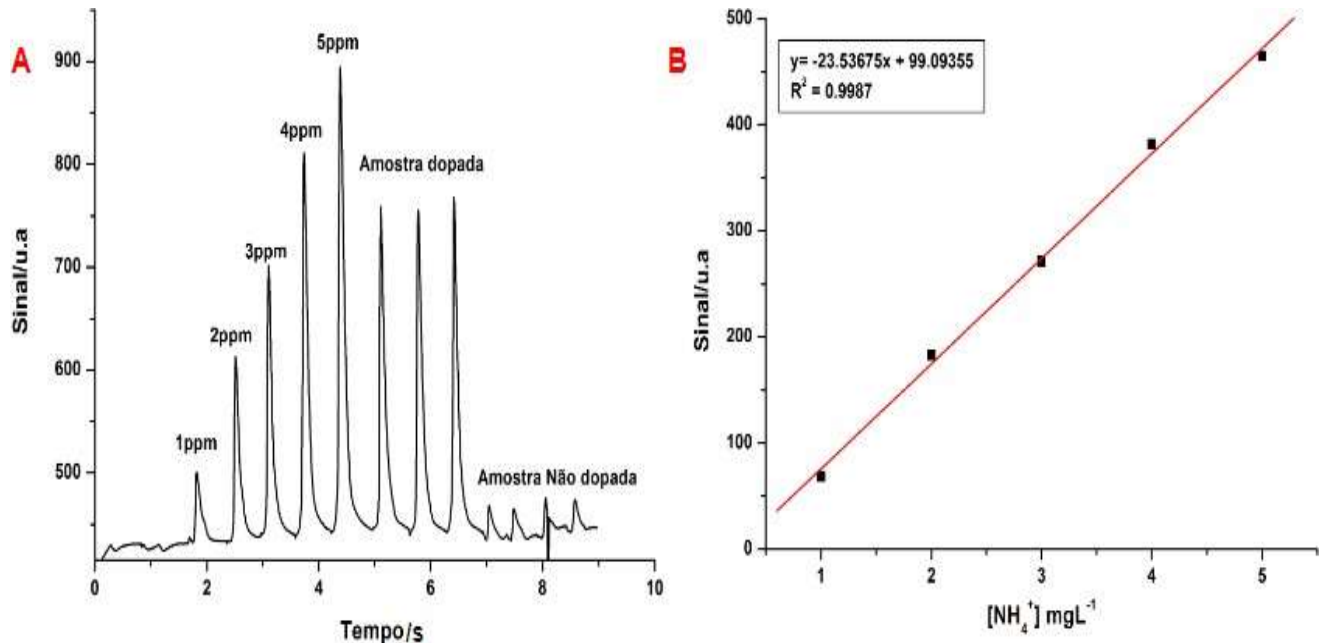 A
Sinal/u.a
900
800
700
600
500
1ppm
2ppm
3ppm
4ppm
5ppm
Amostra dopada
Amostra Não dopada
0 2 4 6 8 10
Tempo/s
B
y= -23.53675x + 99.09355
R² = 0.9987
Sinal/u.a
500
400
300
200
100
0
1 2 3 4 5
[NH₄⁺] mgL⁻¹